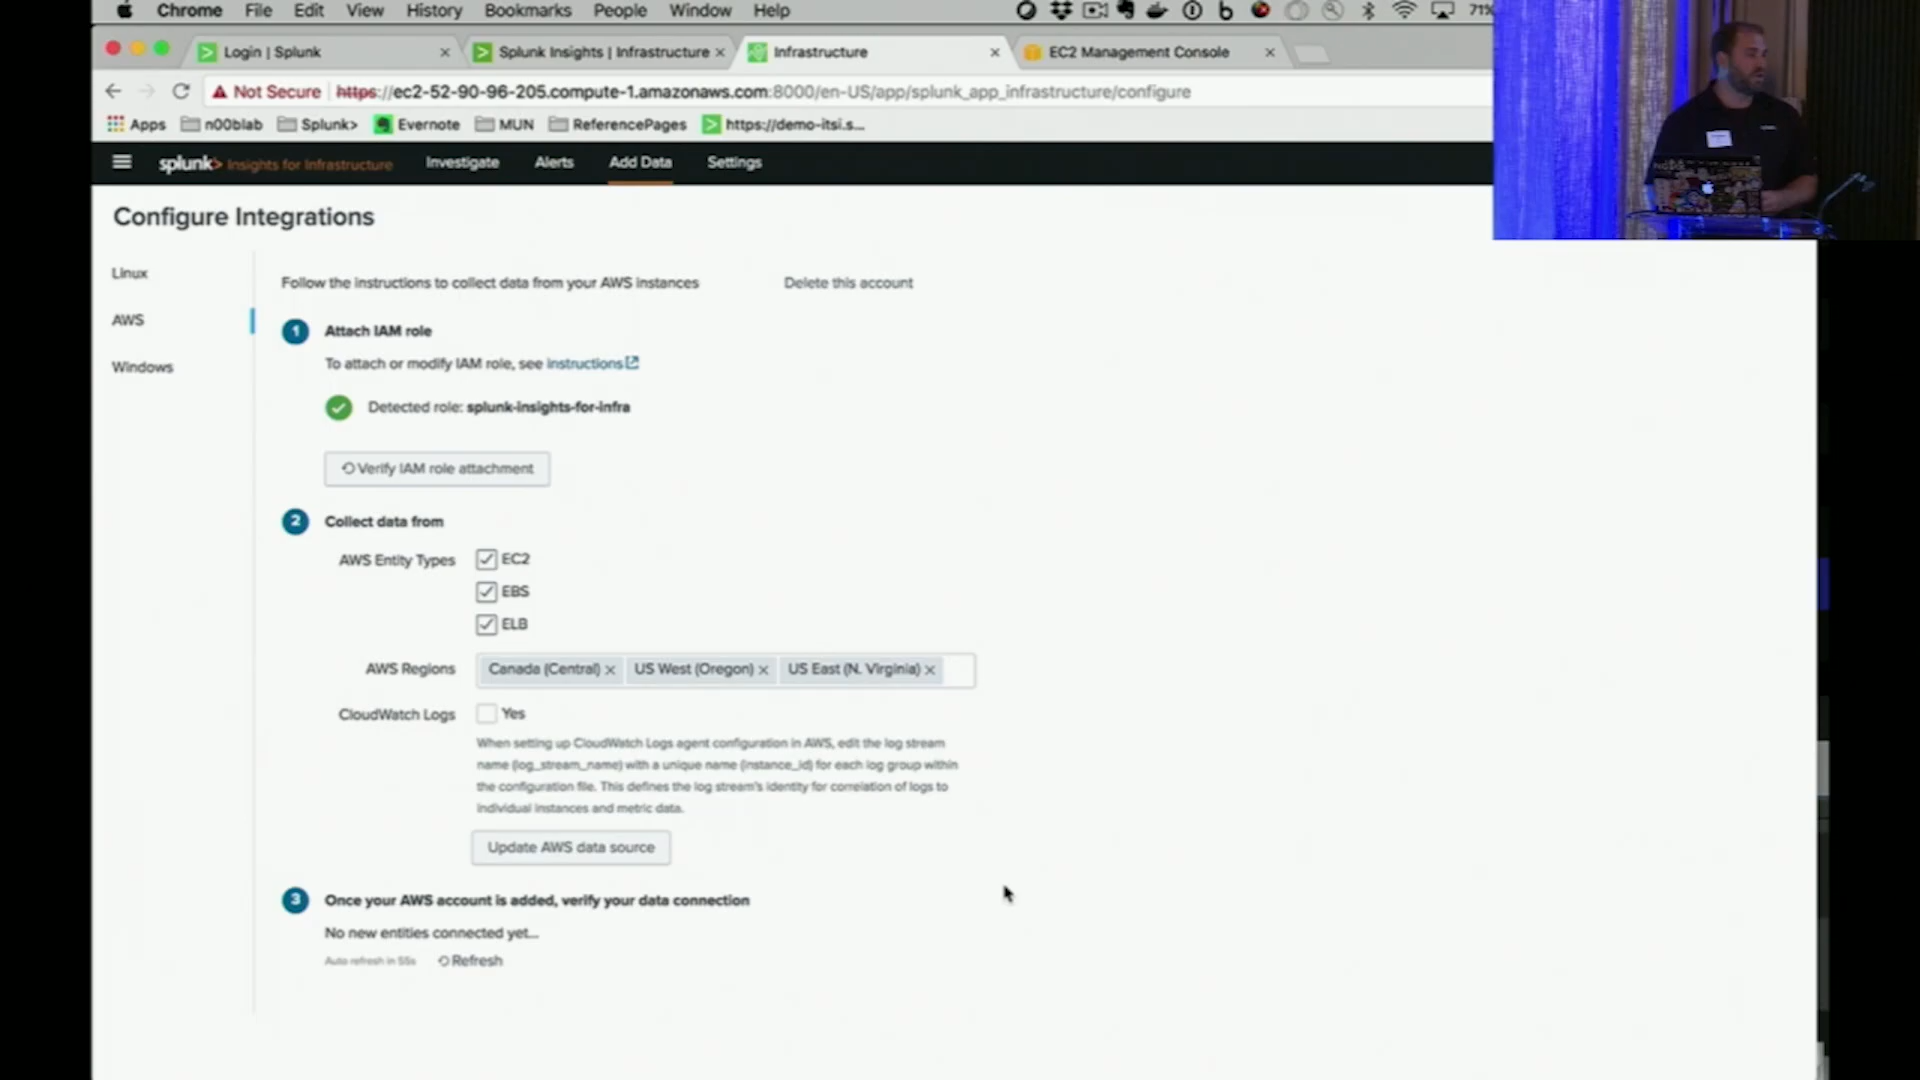 Chrome File Edit View History Bookmarks People Window Help 71%
Login | Splunk × Splunk Insights | Infrastructure × Infrastructure × EC2 Management Console ×
Not Secure https://ec2-52-90-96-205.compute-1.amazonaws.com:8000/en-US/app/splunk_app_infrastructure/configure
Apps n00blab Splunk> Evernote MUN ReferencePages https://demo-itsi.s...
splunk> Insights for Infrastructure Investigate Alerts Add Data Settings
Configure Integrations
Linux
AWS
Windows
Follow the instructions to collect data from your AWS instances Delete this account
1 Attach IAM role
To attach or modify IAM role, see instructions
Detected role: splunk-insights-for-infra
Verify IAM role attachment
2 Collect data from
AWS Entity Types EC2
EBS
ELB
AWS Regions Canada (Central) × US West (Oregon) × US East (N. Virginia) ×
CloudWatch Logs Yes
When setting up CloudWatch Logs agent configuration in AWS, edit the log stream
name (log_stream_name) with a unique name (instance_id) for each log group within
the configuration file. This defines the log stream's identity for correlation of logs to
individual instances and metric data.
Update AWS data source
3 Once your AWS account is added, verify your data connection
No new entities connected yet...
Auto refresh in 55s Refresh